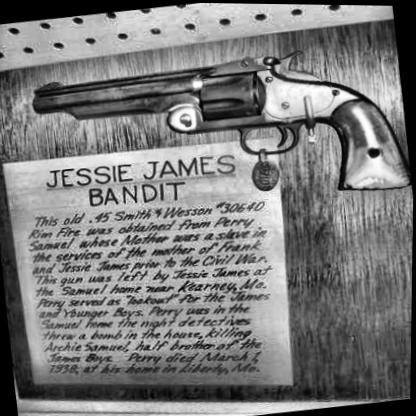 JESSIE JAMES
BANDIT
This old .45 Smith & Wesson #30640
Rim Fire was obtained from Perry
Samuel, whose Mother was a slave in
the services of the mother of Frank
and Jessie James prior to the Civil War.
This gun was left by Jessie James at
the Samuel home near Kearney, Mo.
Perry served as "lookout" for the James
and Younger Boys. Perry was in the
Samuel home the night detectives
threw a bomb in the house, killing
Archie Samuel, half brother of the
James Boys. Perry died March 1,
1938, at his home in Liberty, Mo.